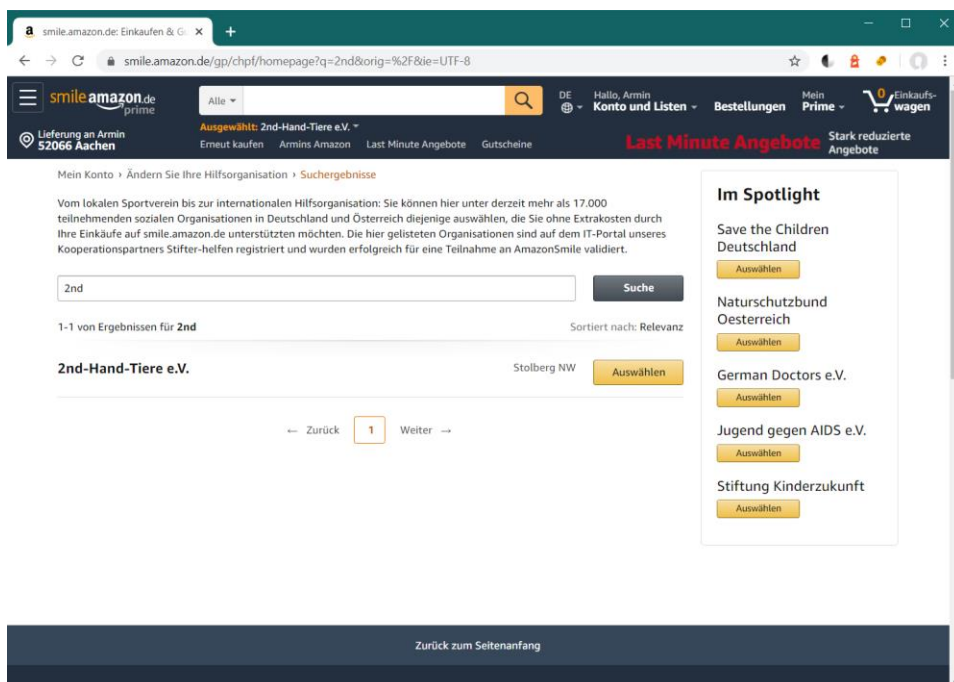 smile.amazon.de: Einkaufen & G
smile.amazon.de/gp/chpf/homepage?q=2nd&orig=%2F&ie=UTF-8
smile.amazon.de
prime
Alle
DE
Hallo, Armin
Konto und Listen
Bestellungen
Mein
Prime
0
Einkaufs-
wagen
Lieferung an Armin
52066 Aachen
Ausgewählt: 2nd-Hand-Tiere e.V.
Erneut kaufen Armins Amazon Last Minute Angebote Gutscheine
Last Minute Angebote
Stark reduzierte
Angebote
Mein Konto › Ändern Sie Ihre Hilfsorganisation › Suchergebnisse
Vom lokalen Sportverein bis zur internationalen Hilfsorganisation: Sie können hier unter derzeit mehr als 17.000
teilnehmenden sozialen Organisationen in Deutschland und Österreich diejenige auswählen, die Sie ohne Extrakosten durch
Ihre Einkäufe auf smile.amazon.de unterstützten möchten. Die hier gelisteten Organisationen sind auf dem IT-Portal unseres
Kooperationspartners Stifter-helfen registriert und wurden erfolgreich für eine Teilnahme an AmazonSmile validiert.
2nd
Suche
1-1 von Ergebnissen für 2nd
Sortiert nach: Relevanz
2nd-Hand-Tiere e.V.
Stolberg NW
Auswählen
← Zurück 1 Weiter →
Im Spotlight
Save the Children
Deutschland
Auswählen
Naturschutzbund
Oesterreich
Auswählen
German Doctors e.V.
Auswählen
Jugend gegen AIDS e.V.
Auswählen
Stiftung Kinderzukunft
Auswählen
Zurück zum Seitenanfang